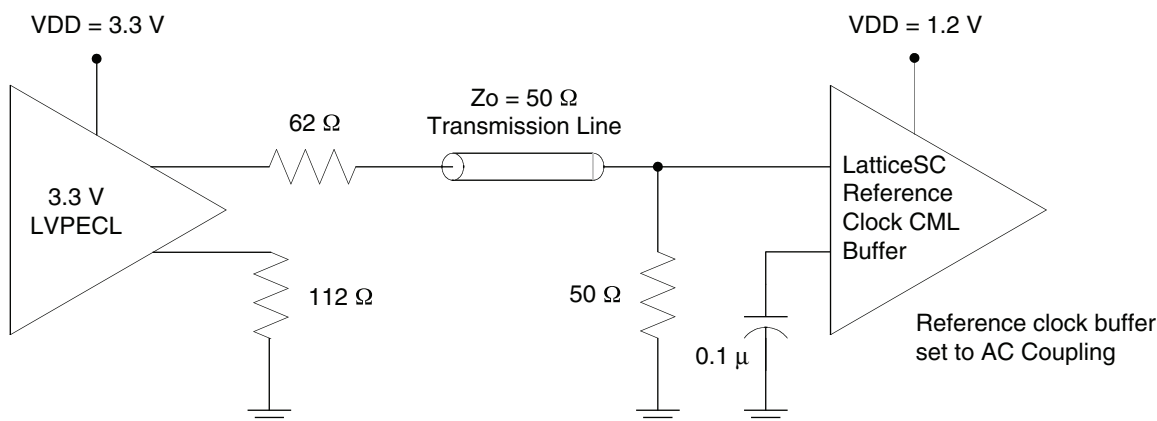 VDD = 3.3 V
VDD = 1.2 V
Zo = 50 Ω
Transmission Line
62 Ω
3.3 V
LVPECL
LatticeSC
Reference
Clock CML
Buffer
112 Ω
50 Ω
0.1 μ
Reference clock buffer
set to AC Coupling